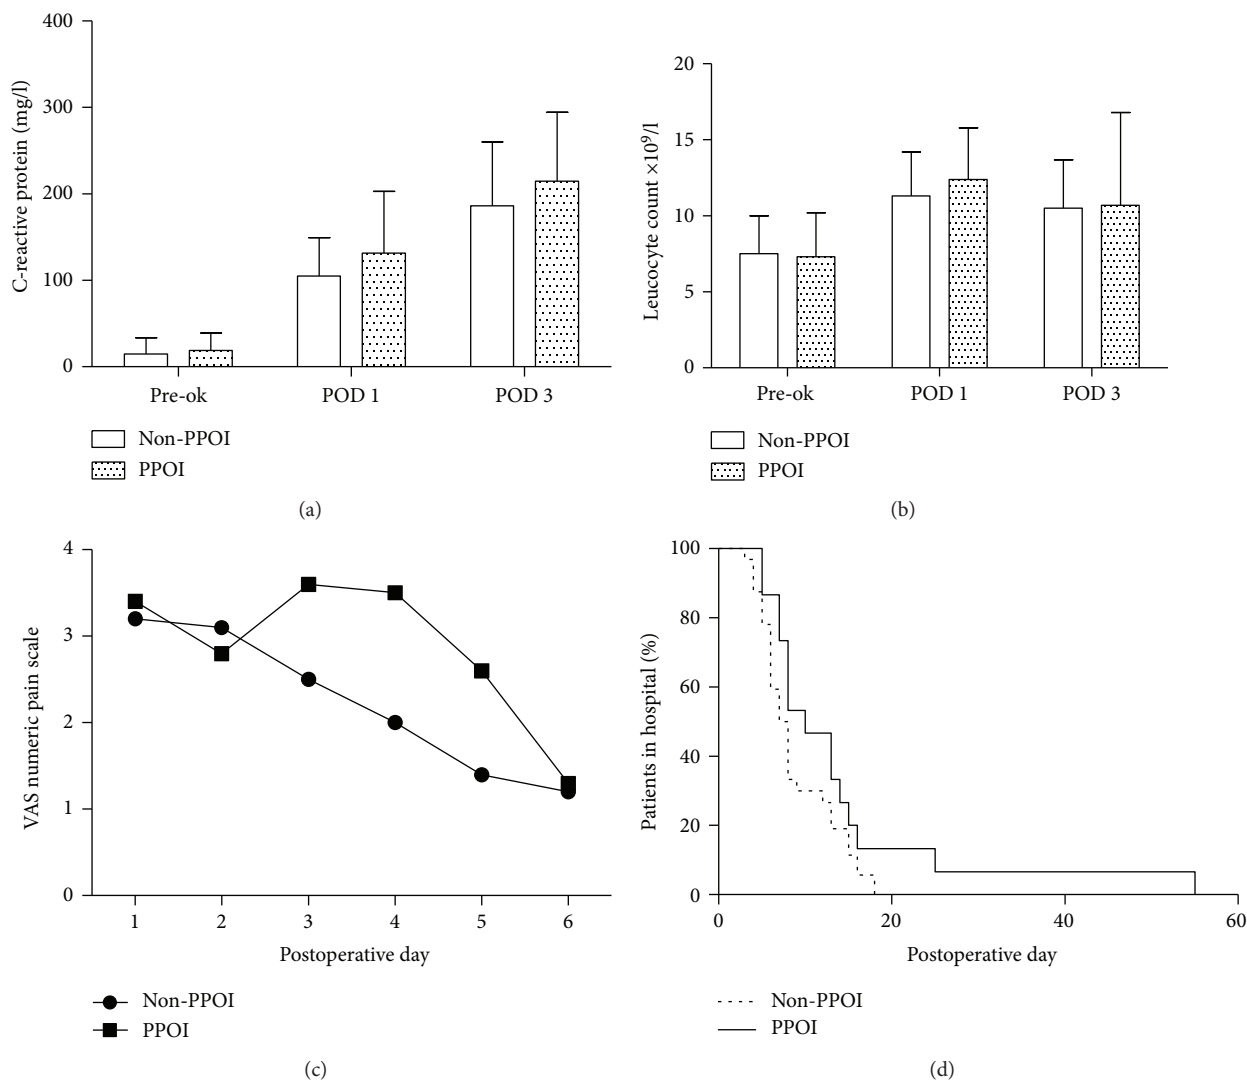 400
300
200
100
0
C-reactive protein (mg/l)
Pre-ok
POD 1
POD 3
Non-PPOI
PPOI
(a)
20
15
10
5
0
Leucocyte count ×10⁹/l
Pre-ok
POD 1
POD 3
Non-PPOI
PPOI
(b)
4
3
2
1
0
VAS numeric pain scale
1 2 3 4 5 6
Postoperative day
Non-PPOI
PPOI
(c)
100
80
60
40
20
0
Patients in hospital (%)
0 20 40 60
Postoperative day
Non-PPOI
PPOI
(d)